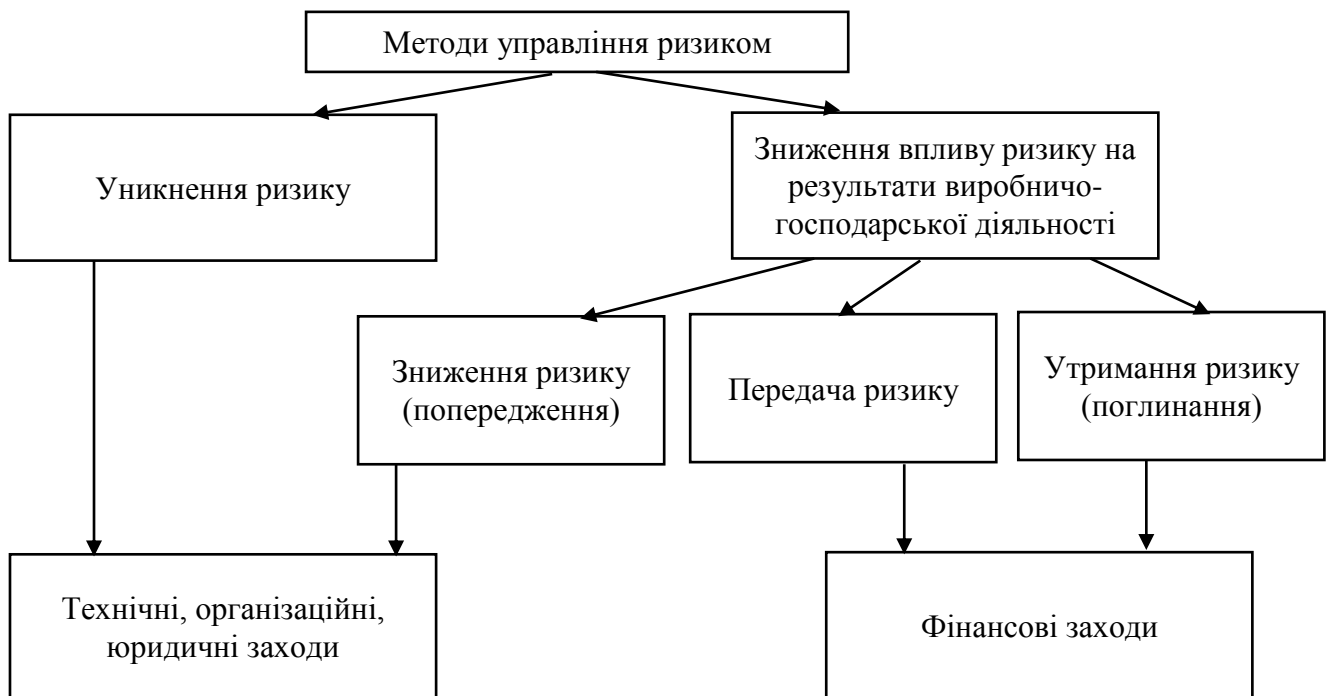 Методи управління ризиком
Уникнення ризику
Зниження впливу ризику на
результати виробничо-
господарської діяльності
Зниження ризику
(попередження)
Передача ризику
Утримання ризику
(поглинання)
Технічні, організаційні,
юридичні заходи
Фінансові заходи